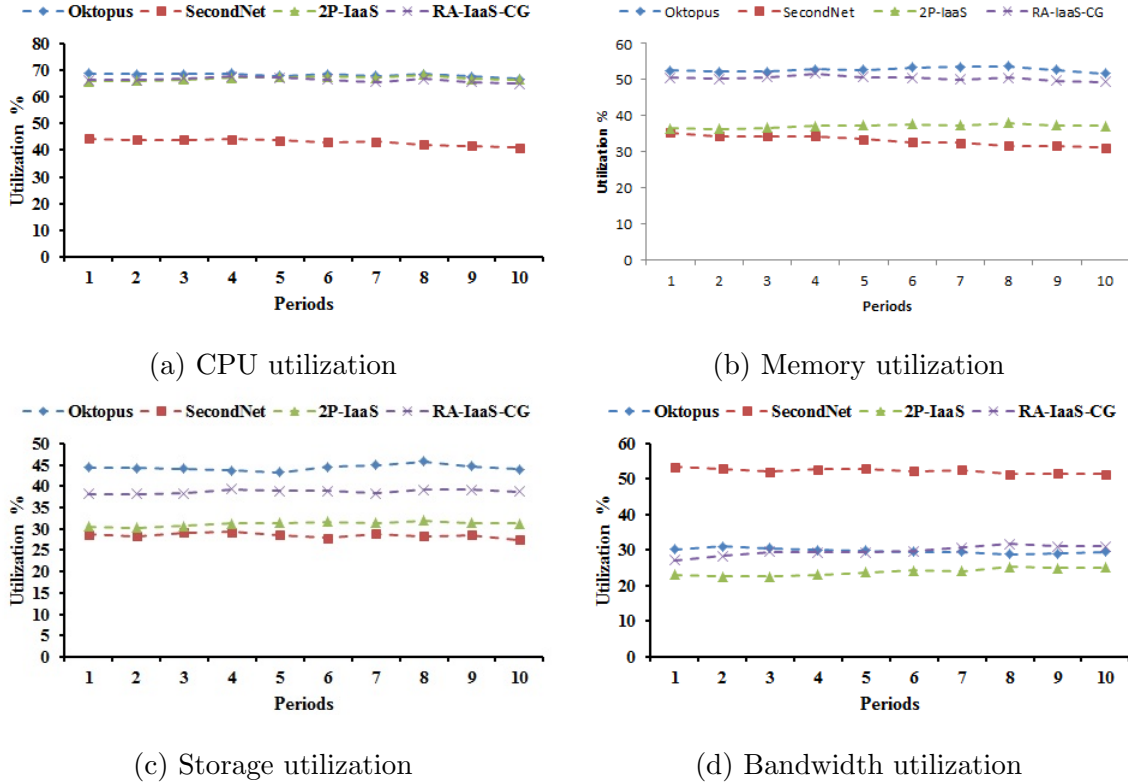 Oktopus SecondNet 2P-IaaS RA-IaaS-CG
80
70
60
50
40
30
20
10
0
Utilization %
1 2 3 4 5 6 7 8 9 10
Periods
(a) CPU utilization
Oktopus SecondNet 2P-IaaS RA-IaaS-CG
60
50
40
30
20
10
0
Utilization %
1 2 3 4 5 6 7 8 9 10
Periods
(b) Memory utilization
Oktopus SecondNet 2P-IaaS RA-IaaS-CG
50
45
40
35
30
25
20
15
10
5
0
Utilization %
1 2 3 4 5 6 7 8 9 10
Periods
(c) Storage utilization
Oktopus SecondNet 2P-IaaS RA-IaaS-CG
60
50
40
30
20
10
0
Utilization %
1 2 3 4 5 6 7 8 9 10
Periods
(d) Bandwidth utilization